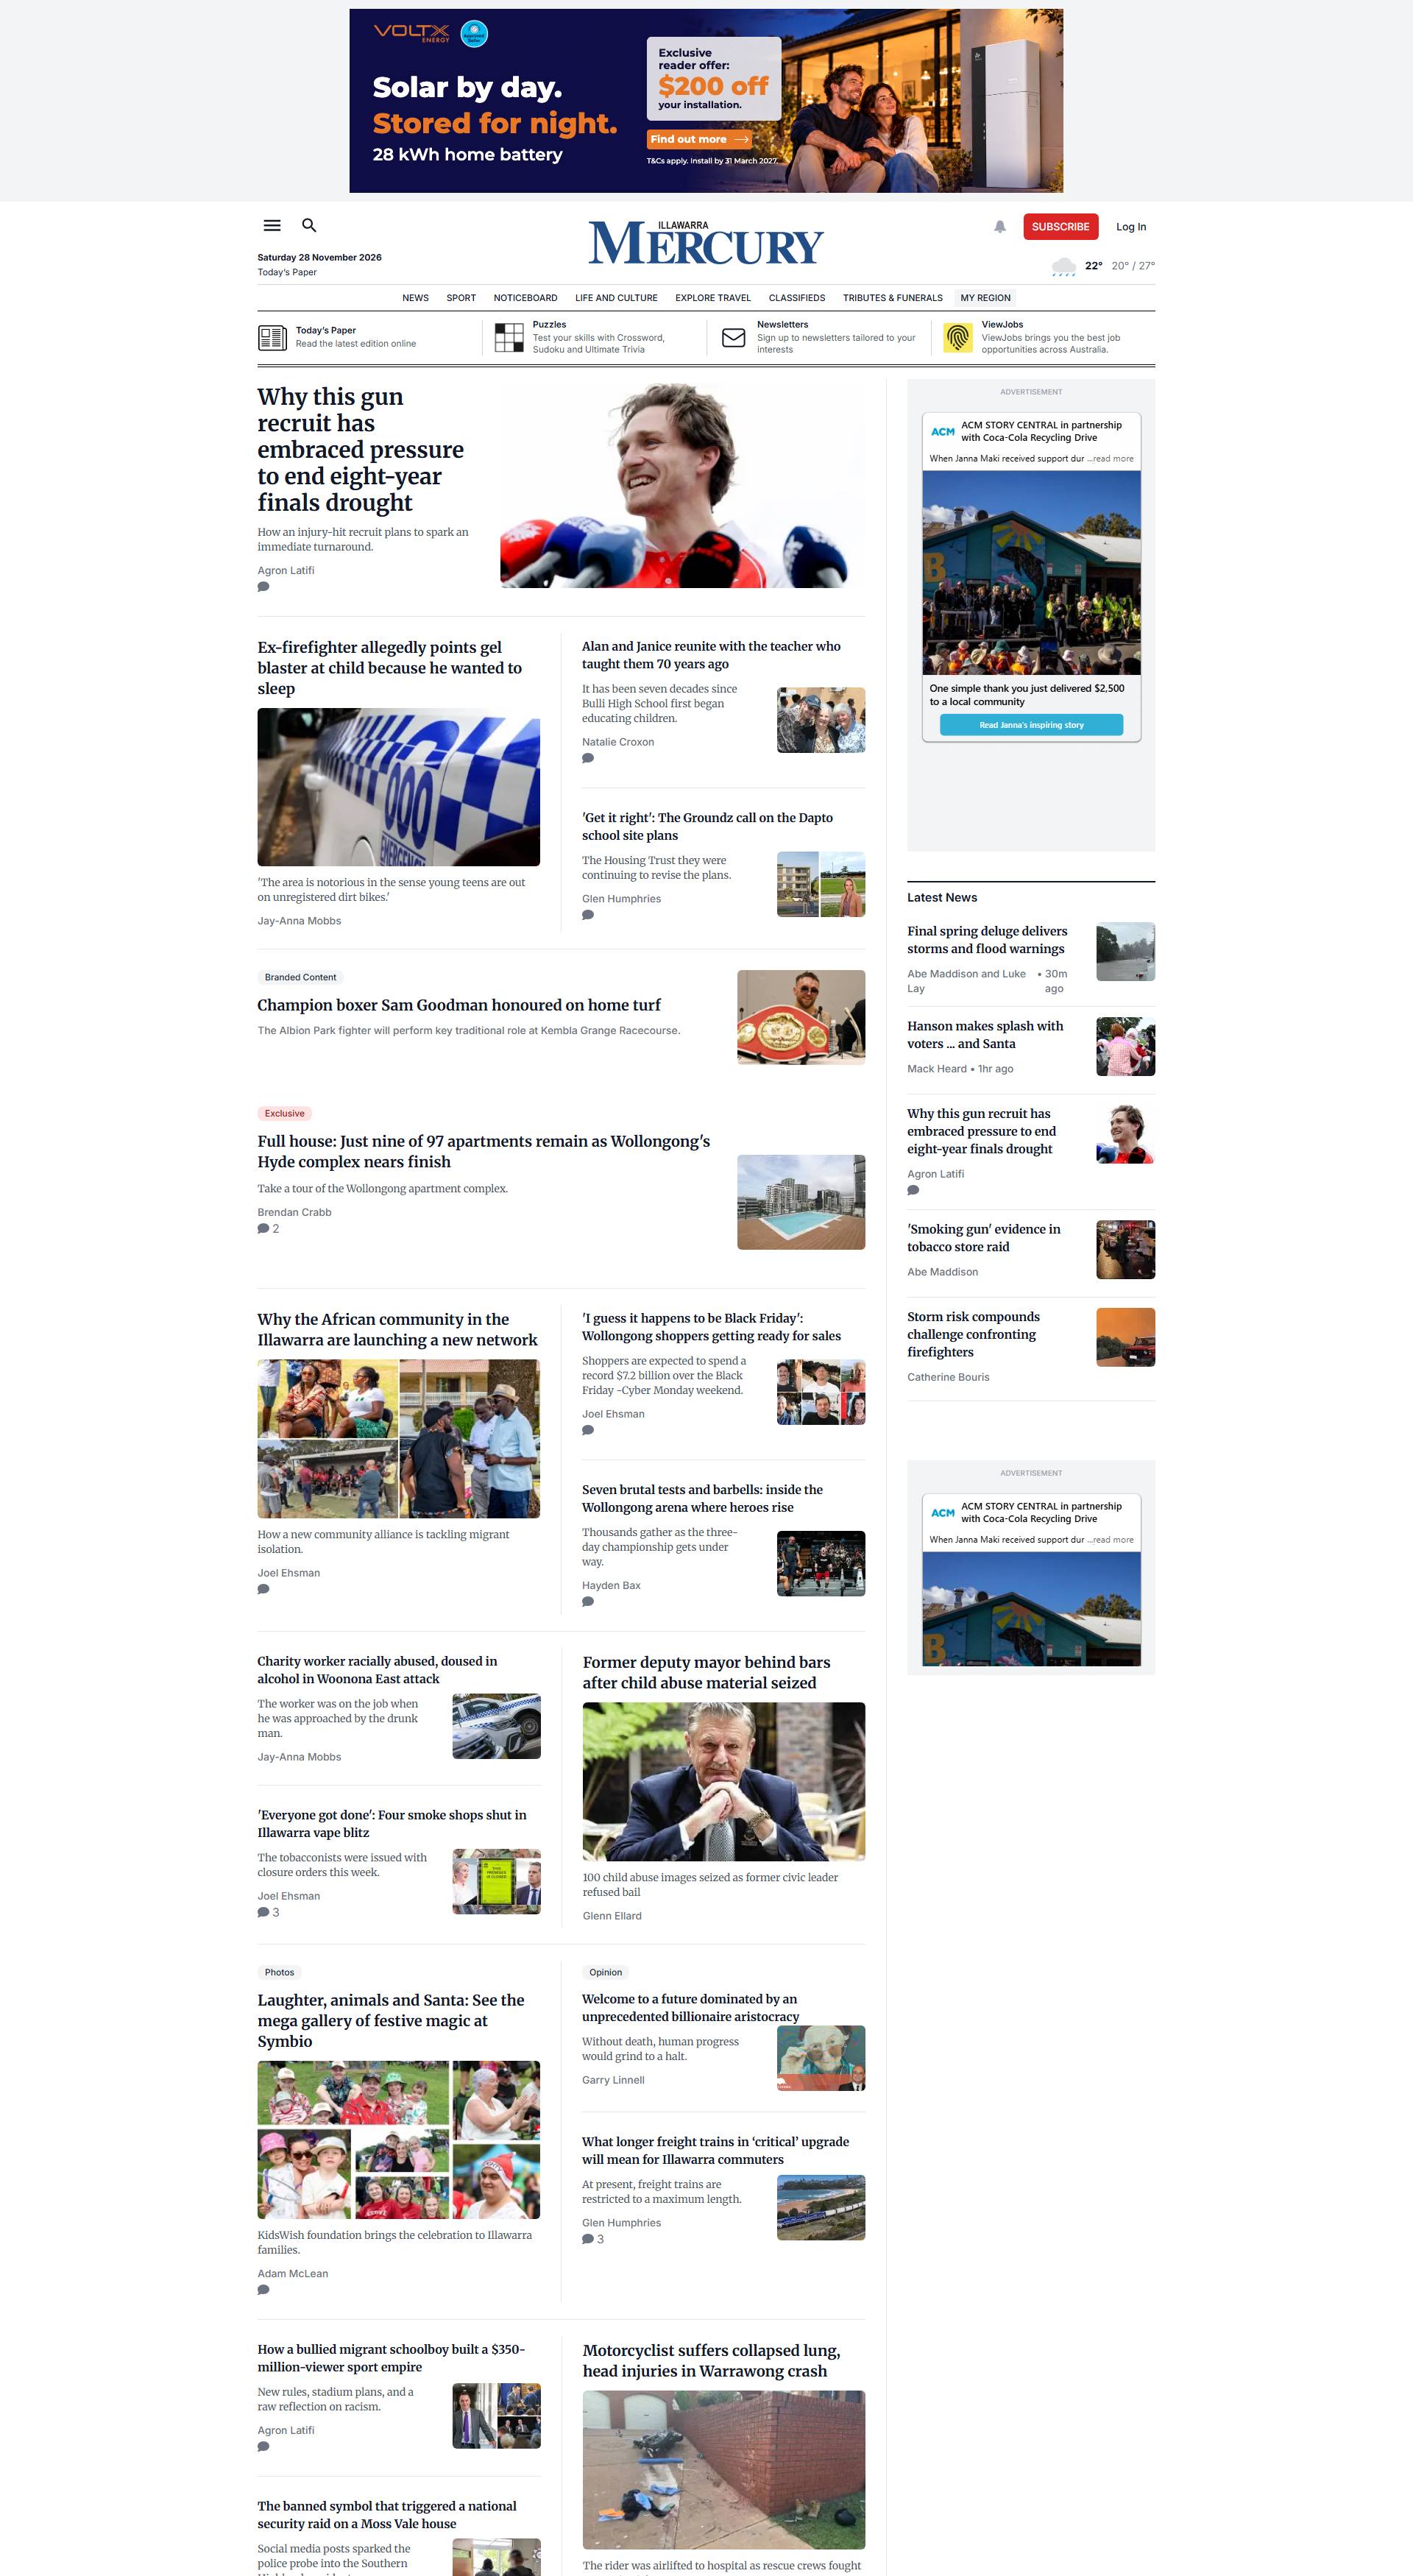 VOLTX
ENERGY
Solar by day.
Stored for night.
28 kWh home battery
Exclusive
reader offer:
$200 off
your installation.
Find out more
T&Cs apply. Install by 31 March 2027.
Saturday 28 November 2026
Today's Paper
ILLAWARRA
MERCURY
SUBSCRIBE
Log In
22° 20° / 27°
NEWS SPORT NOTICEBOARD LIFE AND CULTURE EXPLORE TRAVEL CLASSIFIEDS TRIBUTES & FUNERALS MY REGION
Today's Paper
Read the latest edition online
Puzzles
Test your skills with Crossword,
Sudoku and Ultimate Trivia
Newsletters
Sign up to newsletters tailored to your
interests
ViewJobs
ViewJobs brings you the best job
opportunities across Australia.
Why this gun
recruit has
embraced pressure
to end eight-year
finals drought
How an injury-hit recruit plans to spark an
immediate turnaround.
Agron Latifi
Ex-firefighter allegedly points gel
blaster at child because he wanted to
sleep
000
EMERGENCY
'The area is notorious in the sense young teens are out
on unregistered dirt bikes.'
Jay-Anna Mobbs
Alan and Janice reunite with the teacher who
taught them 70 years ago
It has been seven decades since
Bulli High School first began
educating children.
Natalie Croxon
'Get it right': The Groundz call on the Dapto
school site plans
The Housing Trust they were
continuing to revise the plans.
Glen Humphries
Branded Content
Champion boxer Sam Goodman honoured on home turf
The Albion Park fighter will perform key traditional role at Kembla Grange Racecourse.
Exclusive
Full house: Just nine of 97 apartments remain as Wollongong's
Hyde complex nears finish
Take a tour of the Wollongong apartment complex.
Brendan Crabb
2
Why the African community in the
Illawarra are launching a new network
How a new community alliance is tackling migrant
isolation.
Joel Ehsman
'I guess it happens to be Black Friday':
Wollongong shoppers getting ready for sales
Shoppers are expected to spend a
record $7.2 billion over the Black
Friday -Cyber Monday weekend.
Joel Ehsman
Seven brutal tests and barbells: inside the
Wollongong arena where heroes rise
Thousands gather as the three-
day championship gets under
way.
Hayden Bax
Charity worker racially abused, doused in
alcohol in Woonona East attack
The worker was on the job when
he was approached by the drunk
man.
Jay-Anna Mobbs
'Everyone got done': Four smoke shops shut in
Illawarra vape blitz
The tobacconists were issued with
closure orders this week.
Joel Ehsman
3
Former deputy mayor behind bars
after child abuse material seized
100 child abuse images seized as former civic leader
refused bail
Glenn Ellard
Photos
Laughter, animals and Santa: See the
mega gallery of festive magic at
Symbio
KidsWish foundation brings the celebration to Illawarra
families.
Adam McLean
Opinion
Welcome to a future dominated by an
unprecedented billionaire aristocracy
Without death, human progress
would grind to a halt.
Garry Linnell
What longer freight trains in ‘critical’ upgrade
will mean for Illawarra commuters
At present, freight trains are
restricted to a maximum length.
Glen Humphries
3
How a bullied migrant schoolboy built a $350-
million-viewer sport empire
New rules, stadium plans, and a
raw reflection on racism.
Agron Latifi
The banned symbol that triggered a national
security raid on a Moss Vale house
Social media posts sparked the
police probe into the Southern
Motorcyclist suffers collapsed lung,
head injuries in Warrawong crash
The rider was airlifted to hospital as rescue crews fought
ADVERTISEMENT
ACM
ACM STORY CENTRAL in partnership
with Coca-Cola Recycling Drive
When Janna Maki received support dur ...read more
B
One simple thank you just delivered $2,500
to a local community
Read Janna's inspiring story
Latest News
Final spring deluge delivers
storms and flood warnings
Abe Maddison and Luke • 30m
Lay ago
Hanson makes splash with
voters ... and Santa
Mack Heard • 1hr ago
Why this gun recruit has
embraced pressure to end
eight-year finals drought
Agron Latifi
'Smoking gun' evidence in
tobacco store raid
Abe Maddison
Storm risk compounds
challenge confronting
firefighters
Catherine Bouris
ADVERTISEMENT
ACM
ACM STORY CENTRAL in partnership
with Coca-Cola Recycling Drive
When Janna Maki received support dur ...read more
B